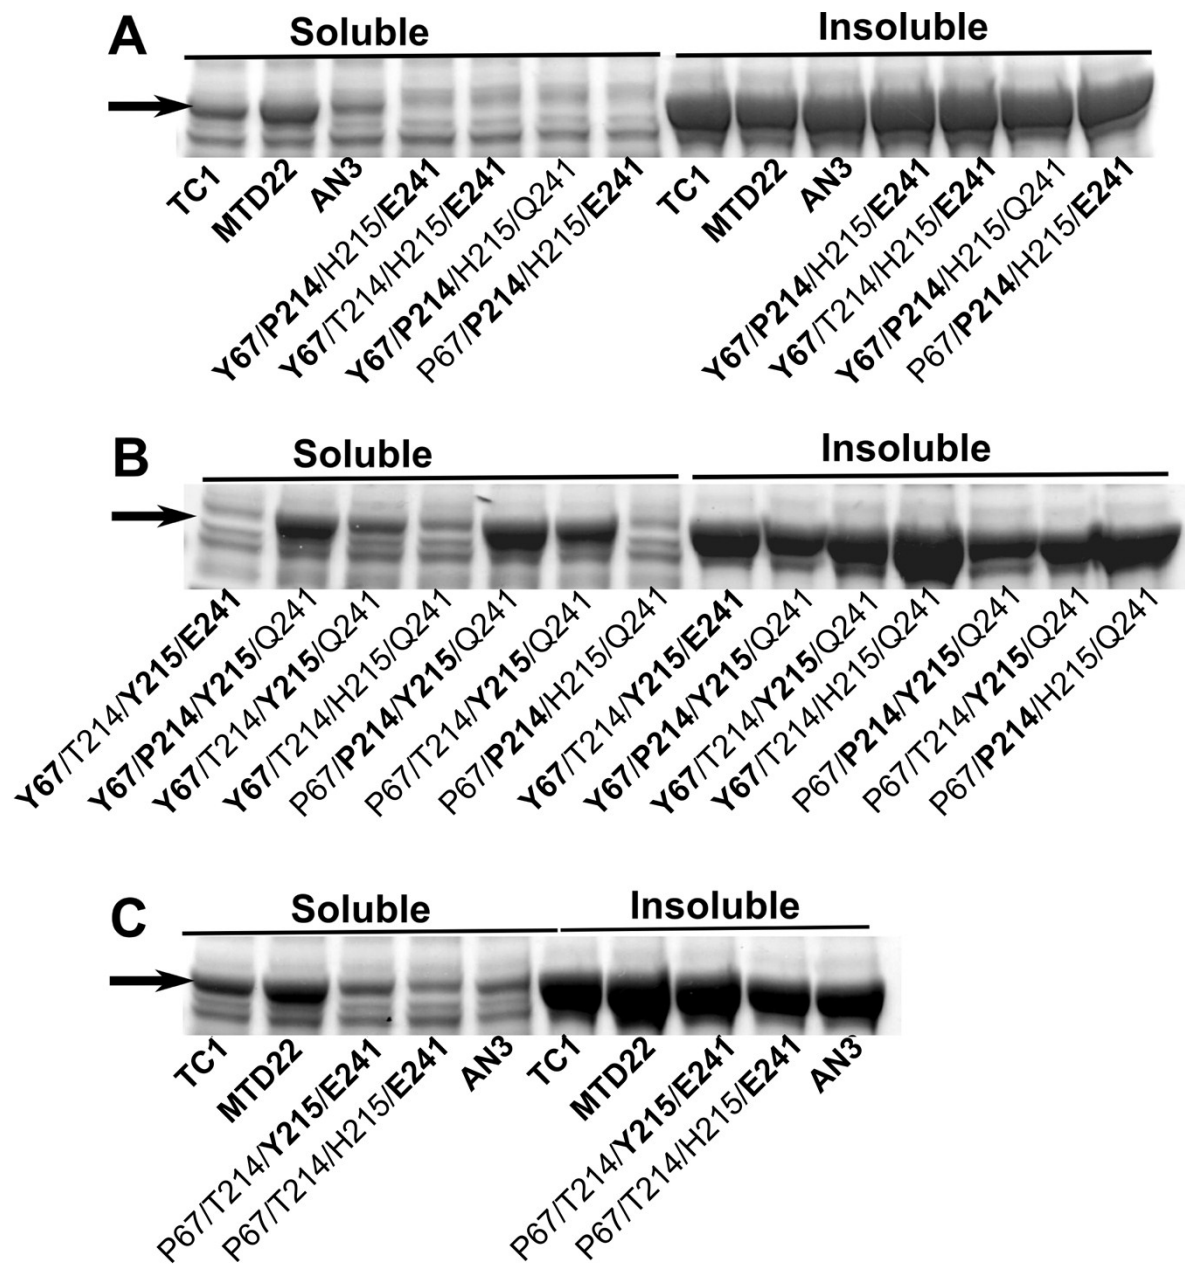 A
Soluble
Insoluble
TC1
MTD22
AN3
Y67/P214/H215/E241
Y67/T214/H215/E241
Y67/P214/H215/Q241
P67/P214/H215/E241
TC1
MTD22
AN3
Y67/P214/H215/E241
Y67/T214/H215/E241
Y67/P214/H215/Q241
P67/P214/H215/E241
B
Soluble
Insoluble
Y67/T214/Y215/E241
Y67/P214/Y215/Q241
Y67/T214/Y215/Q241
Y67/T214/H215/Q241
P67/P214/Y215/Q241
P67/T214/Y215/Q241
P67/P214/H215/Q241
Y67/T214/Y215/E241
Y67/P214/Y215/Q241
Y67/T214/Y215/Q241
Y67/T214/H215/Q241
P67/P214/Y215/Q241
P67/T214/Y215/Q241
P67/P214/H215/Q241
C
Soluble
Insoluble
TC1
MTD22
P67/T214/Y215/E241
P67/T214/H215/E241
AN3
TC1
MTD22
P67/T214/Y215/E241
P67/T214/H215/E241
AN3